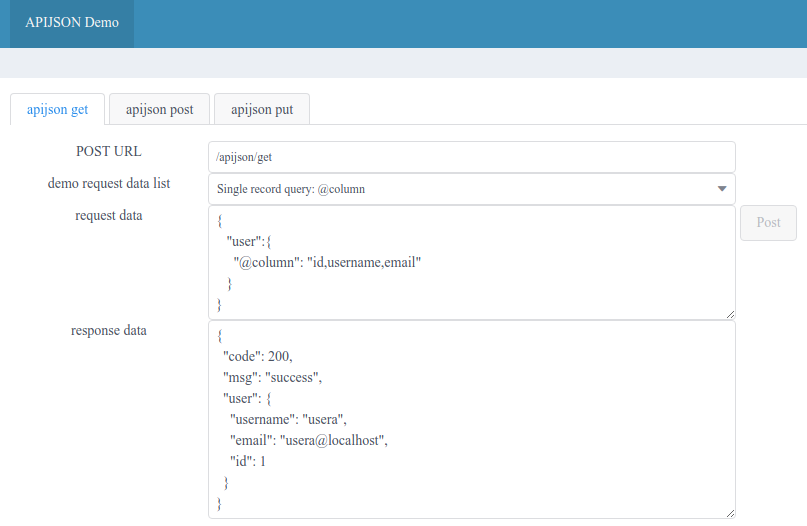 APIJSON Demo
apijson get
apijson post
apijson put
POST URL
/apijson/get
demo request data list
Single record query: @column
request data
{
"user":{
"@column": "id,username,email"
}
}
Post
response data
{
"code": 200,
"msg": "success",
"user": {
"username": "usera",
"email": "usera@localhost",
"id": 1
}
}